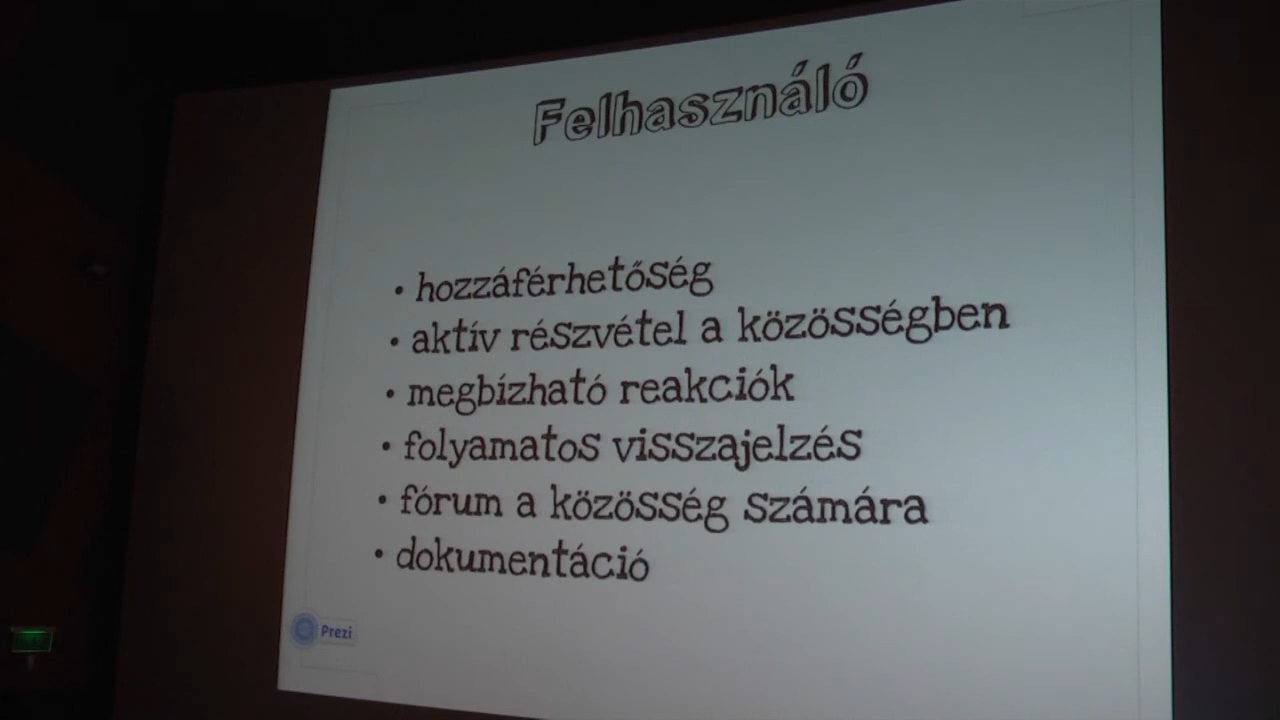 Felhasználó
• hozzáférhetőség
• aktív részvétel a közösségben
• megbízható reakciók
• folyamatos visszajelzés
• fórum a közösség számára
• dokumentáció
Prezi